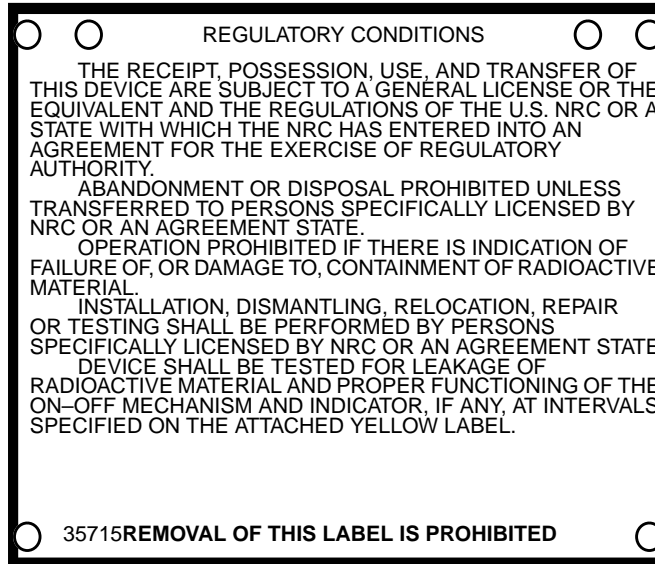 REGULATORY CONDITIONS
THE RECEIPT, POSSESSION, USE, AND TRANSFER OF
THIS DEVICE ARE SUBJECT TO A GENERAL LICENSE OR THE
EQUIVALENT AND THE REGULATIONS OF THE U.S. NRC OR A
STATE WITH WHICH THE NRC HAS ENTERED INTO AN
AGREEMENT FOR THE EXERCISE OF REGULATORY
AUTHORITY.
ABANDONMENT OR DISPOSAL PROHIBITED UNLESS
TRANSFERRED TO PERSONS SPECIFICALLY LICENSED BY
NRC OR AN AGREEMENT STATE.
OPERATION PROHIBITED IF THERE IS INDICATION OF
FAILURE OF, OR DAMAGE TO, CONTAINMENT OF RADIOACTIVE
MATERIAL.
INSTALLATION, DISMANTLING, RELOCATION, REPAIR
OR TESTING SHALL BE PERFORMED BY PERSONS
SPECIFICALLY LICENSED BY NRC OR AN AGREEMENT STATE
DEVICE SHALL BE TESTED FOR LEAKAGE OF
RADIOACTIVE MATERIAL AND PROPER FUNCTIONING OF THE
ON–OFF MECHANISM AND INDICATOR, IF ANY, AT INTERVALS
SPECIFIED ON THE ATTACHED YELLOW LABEL.
35715REMOVAL OF THIS LABEL IS PROHIBITED